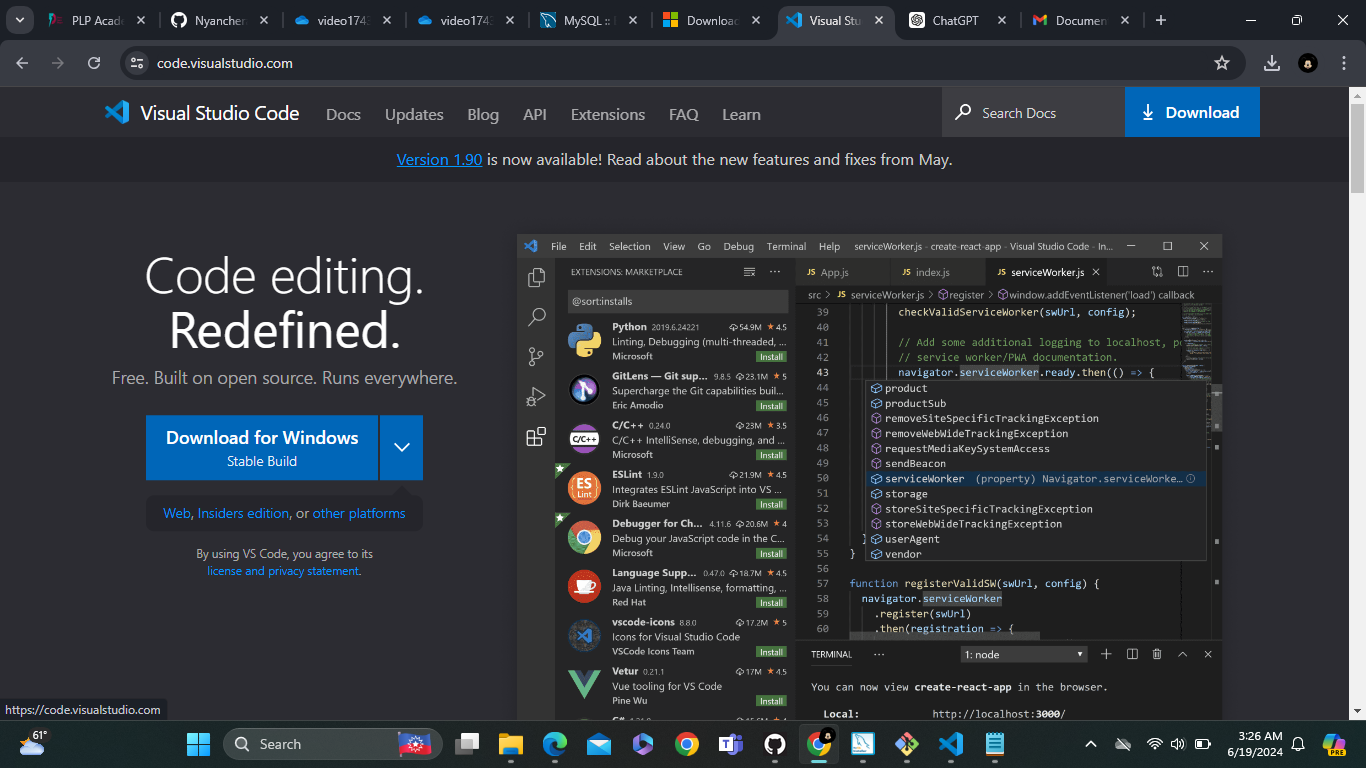 PLP Acade
Nyancher
video1743
video1743
MySQL ::
Download
Visual Stu
ChatGPT
Documen
code.visualstudio.com
Visual Studio Code
Docs
Updates
Blog
API
Extensions
FAQ
Learn
Search Docs
Download
Version 1.90 is now available! Read about the new features and fixes from May.
Code editing.
Redefined.
Free. Built on open source. Runs everywhere.
Download for Windows
Stable Build
Web, Insiders edition, or other platforms
By using VS Code, you agree to its
license and privacy statement.
File Edit Selection View Go Debug Terminal Help serviceWorker.js - create-react-app - Visual Studio Code - In...
EXTENSIONS: MARKETPLACE
@sort:installs
Python 2019.6.24221 54.9M 4.5
Linting, Debugging (multi-threaded, ...
Microsoft Install
GitLens — Git sup... 9.8.5 23.1M 5
Supercharge the Git capabilities buil...
Eric Amodio Install
C/C++ 0.24.0 23M 3.5
C/C++
C/C++ IntelliSense, debugging, and ...
Microsoft Install
ESLint 1.9.0 21.9M 4.5
ES
Lint
Integrates ESLint JavaScript into VS ...
Dirk Baeumer Install
Debugger for Ch... 4.11.6 20.6M 4
Debug your JavaScript code in the C...
Microsoft Install
Language Supp... 0.47.0 18.7M 4.5
Java Linting, Intellisense, formatting, ...
Red Hat Install
vscode-icons 8.8.0 17.2M 5
Icons for Visual Studio Code
VSCode Icons Team Install
Vetur 0.21.1 17M 4.5
Vue tooling for VS Code
Pine Wu Install
JS App.js
JS index.js
JS serviceWorker.js
src > JS serviceWorker.js > register > window.addEventListener('load') callback
39 checkValidServiceWorker(swUrl, config);
40
41 // Add some additional logging to localhost, po
42 // service worker/PWA documentation.
43 navigator.serviceWorker.ready.then(() => {
44 product
45 productSub
46 removeSiteSpecificTrackingException
47 removeWebWideTrackingException
48 requestMediaKeySystemAccess
49 sendBeacon
50 serviceWorker (property) Navigator.serviceWorke...
51 storage
52 storeSiteSpecificTrackingException
53 storeWebWideTrackingException
54 } userAgent
55 } vendor
56
57 function registerValidSW(swUrl, config) {
58 navigator.serviceWorker
59 .register(swUrl)
60 .then(registration => {
TERMINAL ... 1: node
You can now view create-react-app in the browser.
Local: http://localhost:3000/
https://code.visualstudio.com
61°
Search
3:26 AM
6/19/2024
PRE